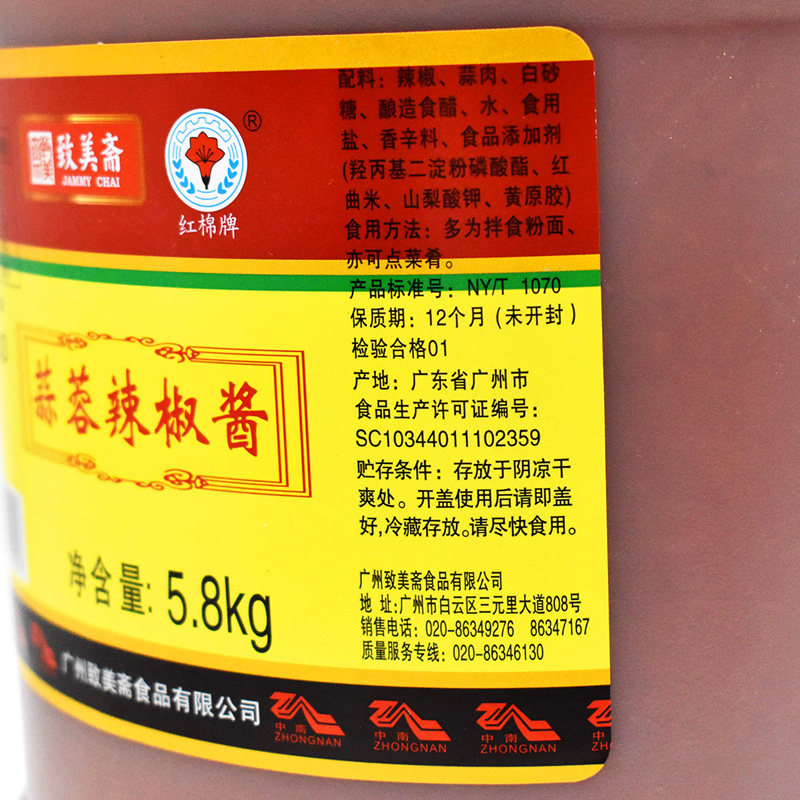 致美斋
JAMMY CHAI
®
红棉牌
蒜蓉辣椒酱
净含量: 5.8kg
配料：辣椒、蒜肉、白砂
糖、酿造食醋、水、食用
盐、香辛料、食品添加剂
(羟丙基二淀粉磷酸酯、红
曲米、山梨酸钾、黄原胶)
食用方法：多为拌食粉面、
亦可点菜肴。
产品标准号：NY/T 1070
保质期：12个月（未开封）
检验合格01
产地：广东省广州市
食品生产许可证编号：
SC10344011102359
贮存条件：存放于阴凉干
爽处。开盖使用后请即盖
好,冷藏存放。请尽快食用。
广州致美斋食品有限公司
地 址:广州市白云区三元里大道808号
销售电话: 020-86349276 86347167
质量服务专线: 020-86346130
广州致美斋食品有限公司
中南
ZHONGNAN
中南
ZHONGNAN
中南
ZHONGNAN